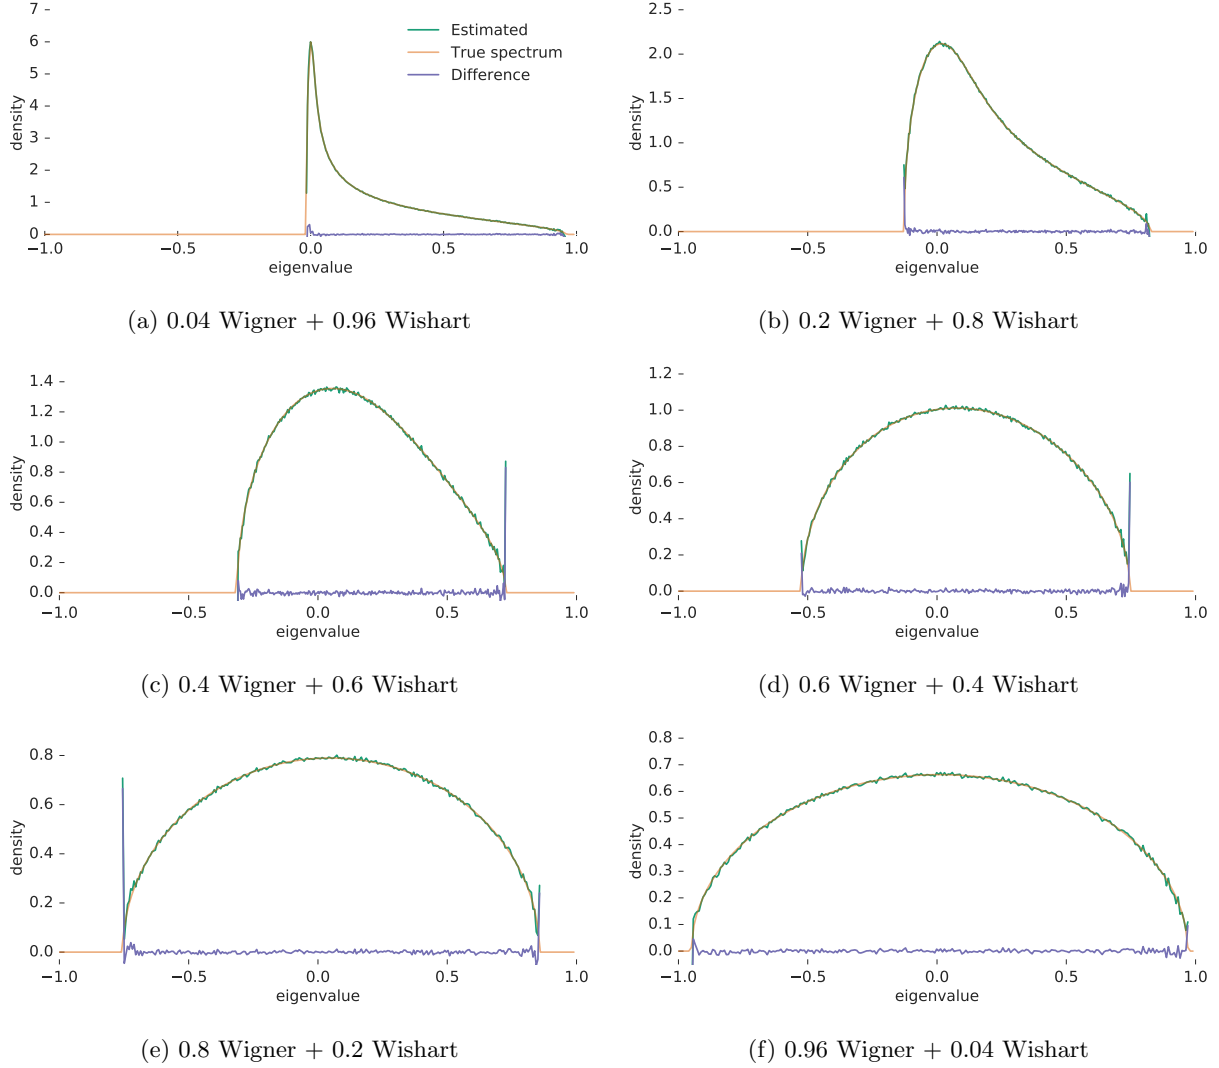 7
6
5
4
3
2
1
0
density
−1.0 −0.5 0.0 0.5 1.0
eigenvalue
Estimated
True spectrum
Difference
(a) 0.04 Wigner + 0.96 Wishart
2.5
2.0
1.5
1.0
0.5
0.0
density
−1.0 −0.5 0.0 0.5 1.0
eigenvalue
(b) 0.2 Wigner + 0.8 Wishart
1.4
1.2
1.0
0.8
0.6
0.4
0.2
0.0
density
−1.0 −0.5 0.0 0.5 1.0
eigenvalue
(c) 0.4 Wigner + 0.6 Wishart
1.2
1.0
0.8
0.6
0.4
0.2
0.0
density
−1.0 −0.5 0.0 0.5 1.0
eigenvalue
(d) 0.6 Wigner + 0.4 Wishart
0.8
0.6
0.4
0.2
0.0
density
−1.0 −0.5 0.0 0.5 1.0
eigenvalue
(e) 0.8 Wigner + 0.2 Wishart
0.8
0.7
0.6
0.5
0.4
0.3
0.2
0.1
0.0
density
−1.0 −0.5 0.0 0.5 1.0
eigenvalue
(f) 0.96 Wigner + 0.04 Wishart